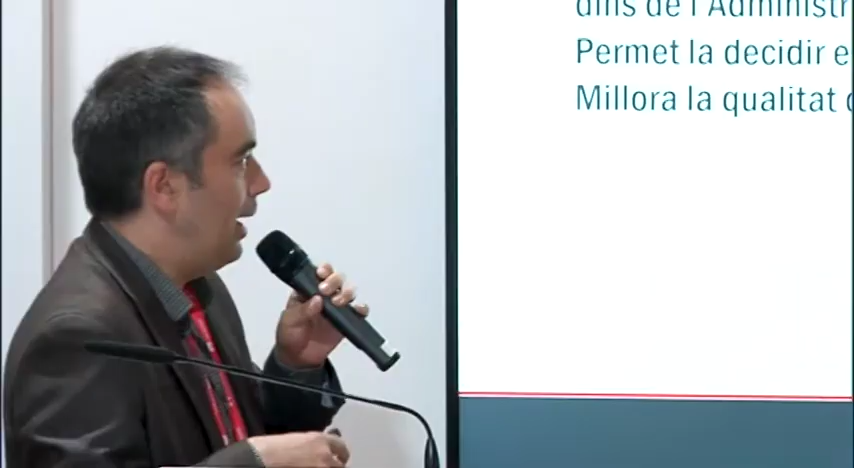 dins de l'Administr
Permet la decidir e
Millora la qualitat